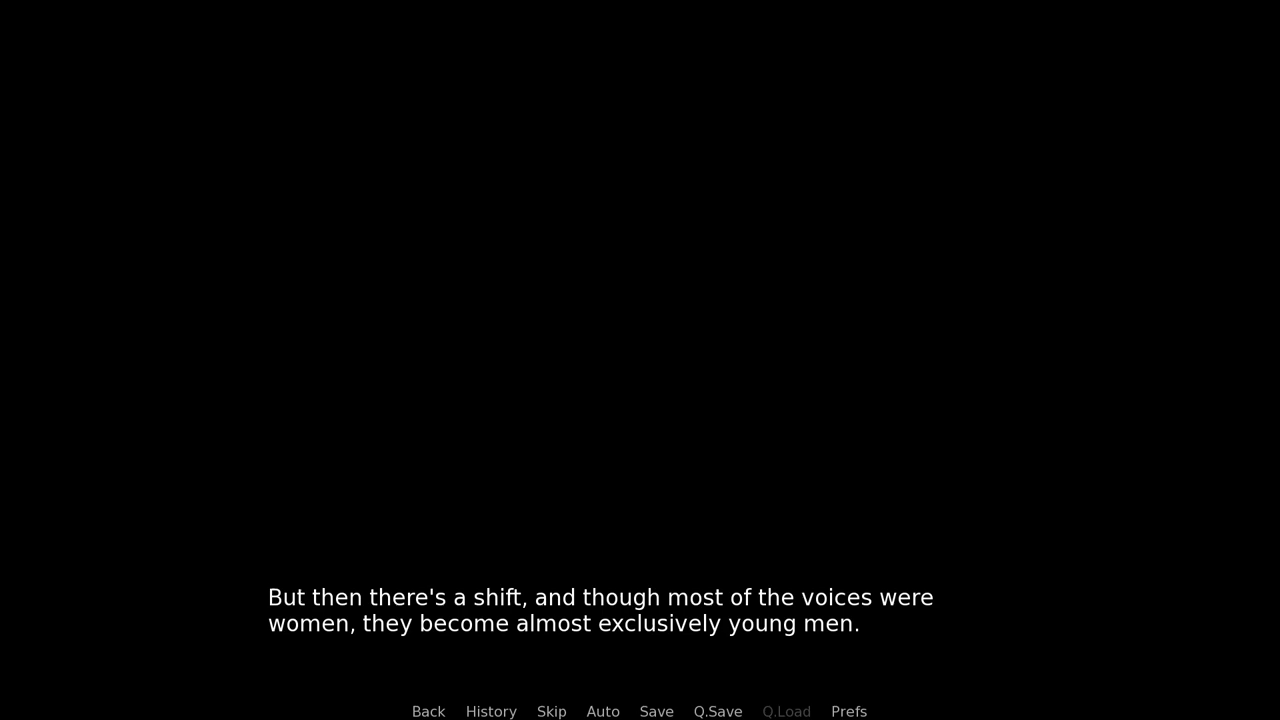 But then there's a shift, and though most of the voices were
women, they become almost exclusively young men.
Back History Skip Auto Save Q.Save Q.Load Prefs